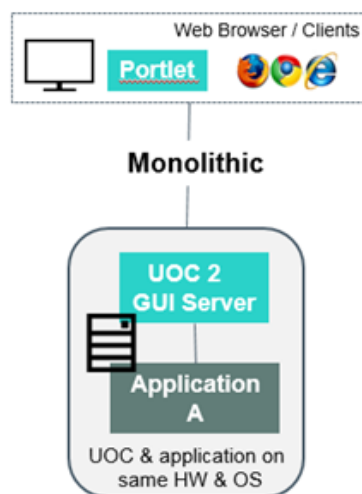 Web Browser / Clients
Portlet
Monolithic
UOC 2
GUI Server
Application
A
UOC & application on
same HW & OS